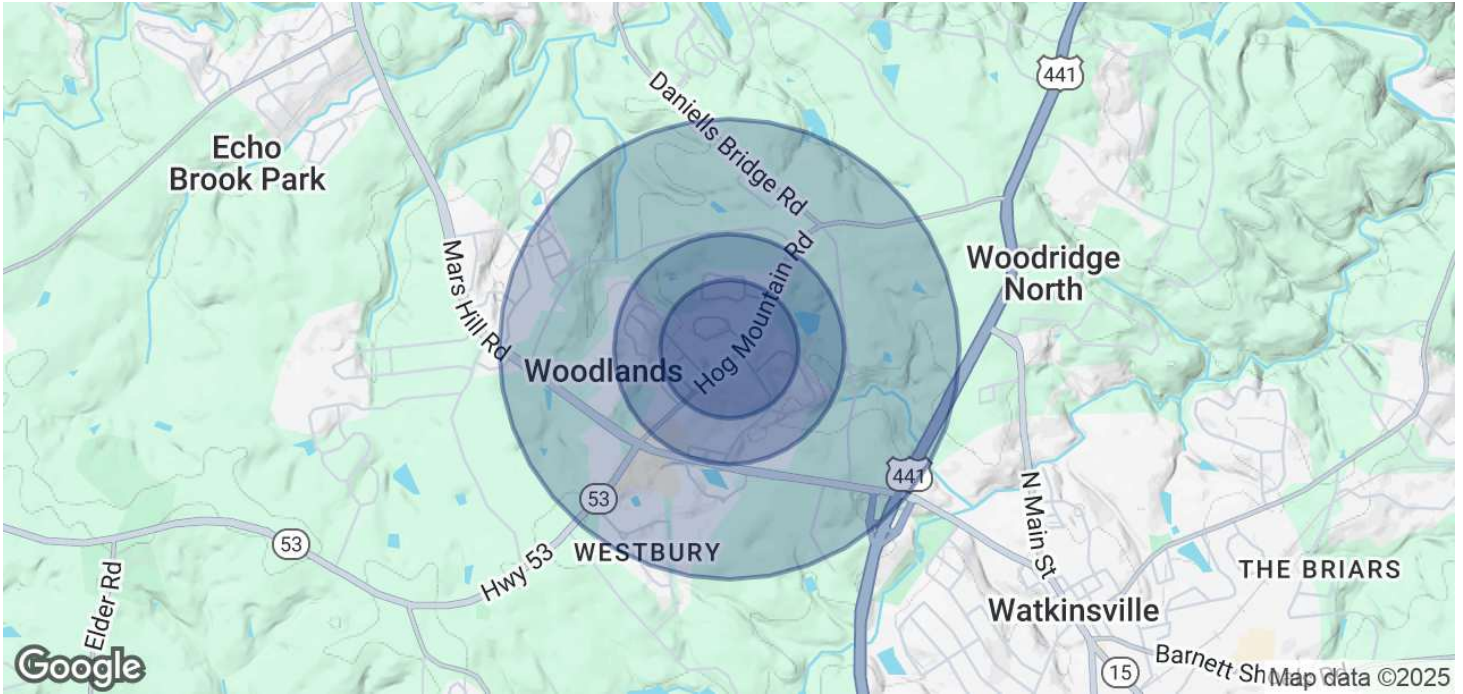 441
Daniells Bridge Rd
Echo
Brook Park
Hog Mountain Rd
Mars Hill Rd
Woodridge
North
Woodlands
441
N Main St
53
53
Hwy 53
WESTBURY
Elder Rd
THE BRIARS
Watkinsville
Google
15
Barnett
Map data ©2025